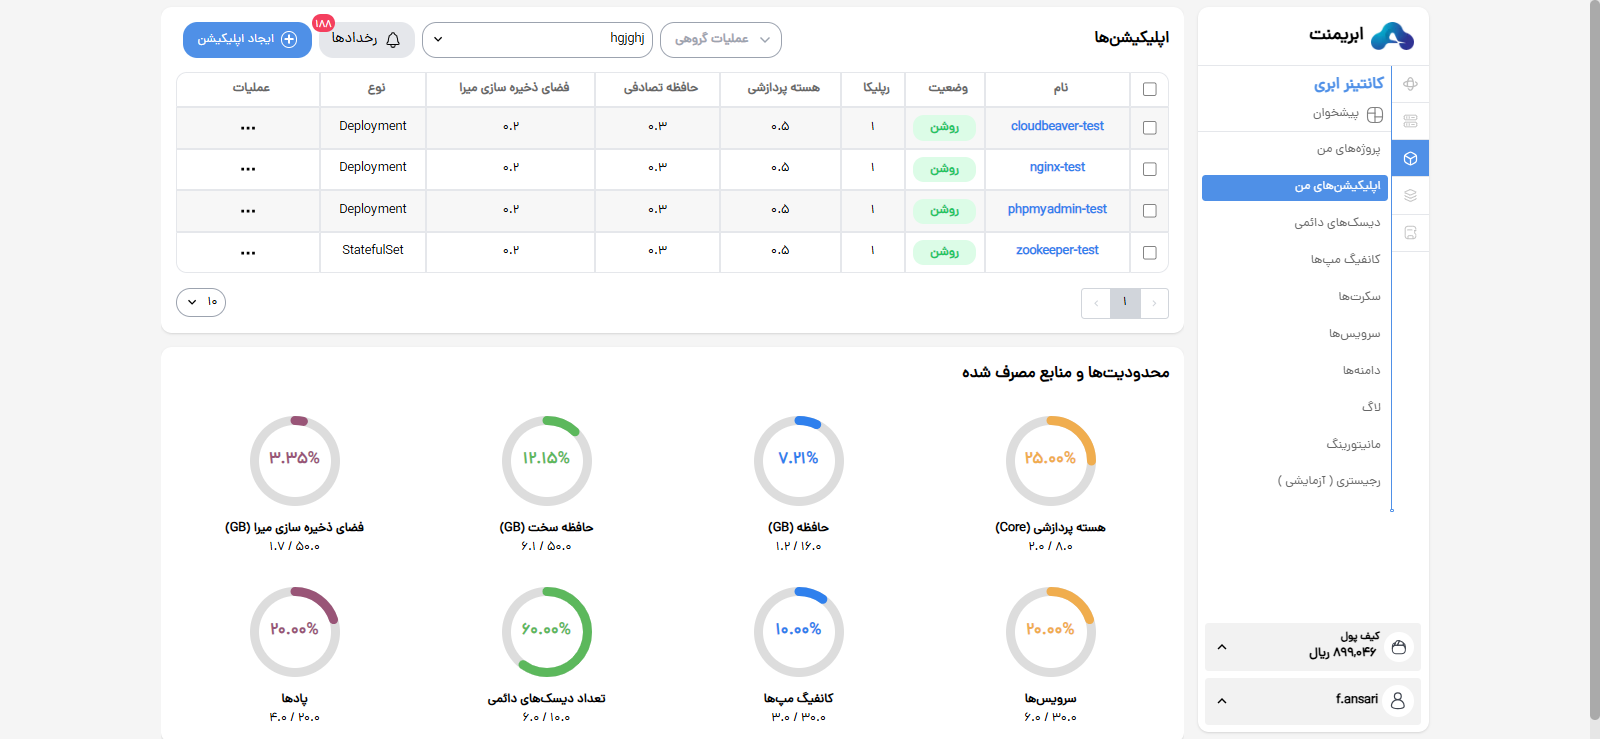 ابریمنت
کانتینر ابری
پیشخوان
پروژه‌های من
اپلیکیشن‌های من
دیسک‌های دائمی
کانفیگ مپ‌ها
سکرت‌ها
سرویس‌ها
دامنه‌ها
لاگ
مانیتورینگ
رجیستری ( آزمایشی )
کیف پول
۸۹۹,۰۴۶ ریال
f.ansari
اپلیکیشن‌ها
عملیات گروهی
hgjghj
رخدادها
۱۸۸
ایجاد اپلیکیشن
نام وضعیت رپلیکا هسته پردازشی حافظه تصادفی فضای ذخیره سازی میرا نوع عملیات
cloudbeaver-test روشن ۱ ۰.۵ ۰.۳ ۰.۲ Deployment ...
nginx-test روشن ۱ ۰.۵ ۰.۳ ۰.۲ Deployment ...
phpmyadmin-test روشن ۱ ۰.۵ ۰.۳ ۰.۲ Deployment ...
zookeeper-test روشن ۱ ۰.۵ ۰.۳ ۰.۲ StatefulSet ...
۱
۱۰
محدودیت‌ها و منابع مصرف شده
۲۵.۰۰%
هسته پردازشی (Core)
۲.۰ / ۸.۰
۷.۲۱%
حافظه (GB)
۱.۲ / ۱۶.۰
۱۲.۱۵%
حافظه سخت (GB)
۶.۱ / ۵۰.۰
۳.۳۵%
فضای ذخیره سازی میرا (GB)
۱.۷ / ۵۰.۰
۲۰.۰۰%
سرویس‌ها
۶.۰ / ۳۰.۰
۱۰.۰۰%
کانفیگ مپ‌ها
۳.۰ / ۳۰.۰
۶۰.۰۰%
تعداد دیسک‌های دائمی
۶.۰ / ۱۰.۰
۲۰.۰۰%
پادها
۴.۰ / ۲۰.۰